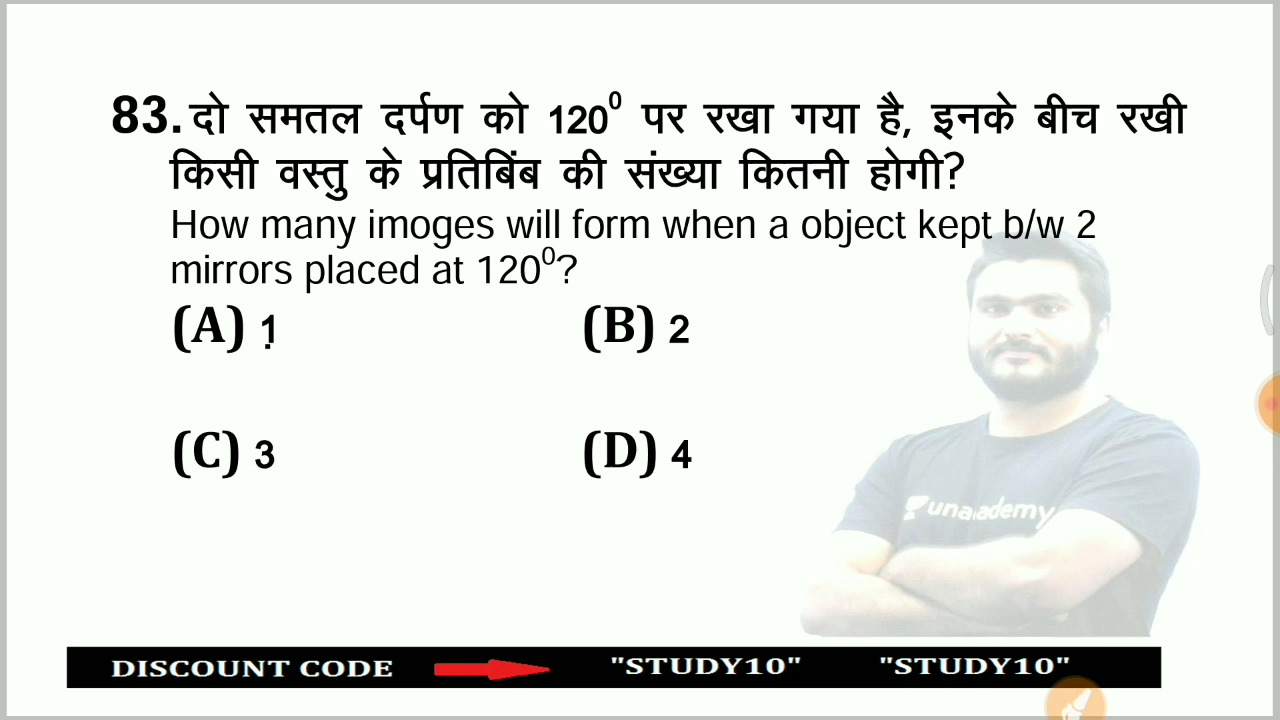 83. दो समतल दर्पण को 120⁰ पर रखा गया है, इनके बीच रखी
किसी वस्तु के प्रतिबिंब की संख्या कितनी होगी?
How many imoges will form when a object kept b/w 2
mirrors placed at 120⁰?
(A) 1 (B) 2
(C) 3 (D) 4
unacademy
DISCOUNT CODE "STUDY10" "STUDY10"